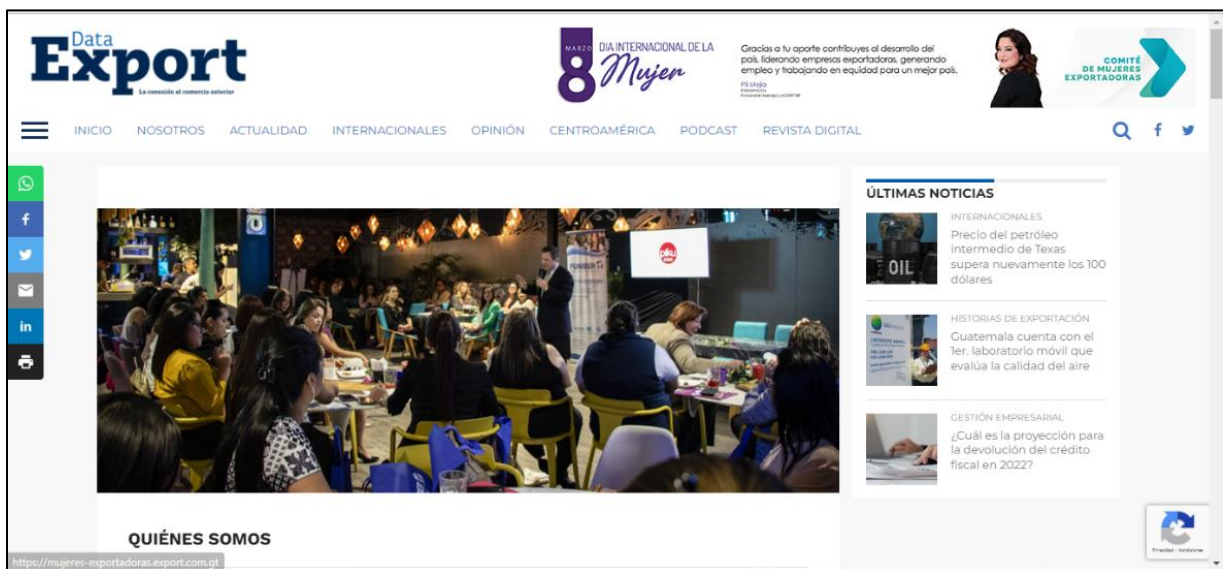 Data
Export
La conexión al comercio exterior
MARZO
8
DIA INTERNACIONAL DE LA
Mujer
Gracias a tu aporte contribuyes al desarrollo del
país, liderando empresas exportadoras, generando
empleo y trabajando en equidad para un mejor país.
COMITÉ
DE MUJERES
EXPORTADORAS
INICIO NOSOTROS ACTUALIDAD INTERNACIONALES OPINIÓN CENTROAMÉRICA PODCAST REVISTA DIGITAL
f
f
in
ÚLTIMAS NOTICIAS
OIL
INTERNACIONALES
Precio del petróleo
intermedio de Texas
supera nuevamente los 100
dólares
HISTORIAS DE EXPORTACIÓN
Guatemala cuenta con el
1er. laboratorio móvil que
evalúa la calidad del aire
GESTIÓN EMPRESARIAL
¿Cuál es la proyección para
la devolución del crédito
fiscal en 2022?
QUIÉNES SOMOS
https://mujeres-exportadoras.export.com.gt
Privacidad - Condiciones